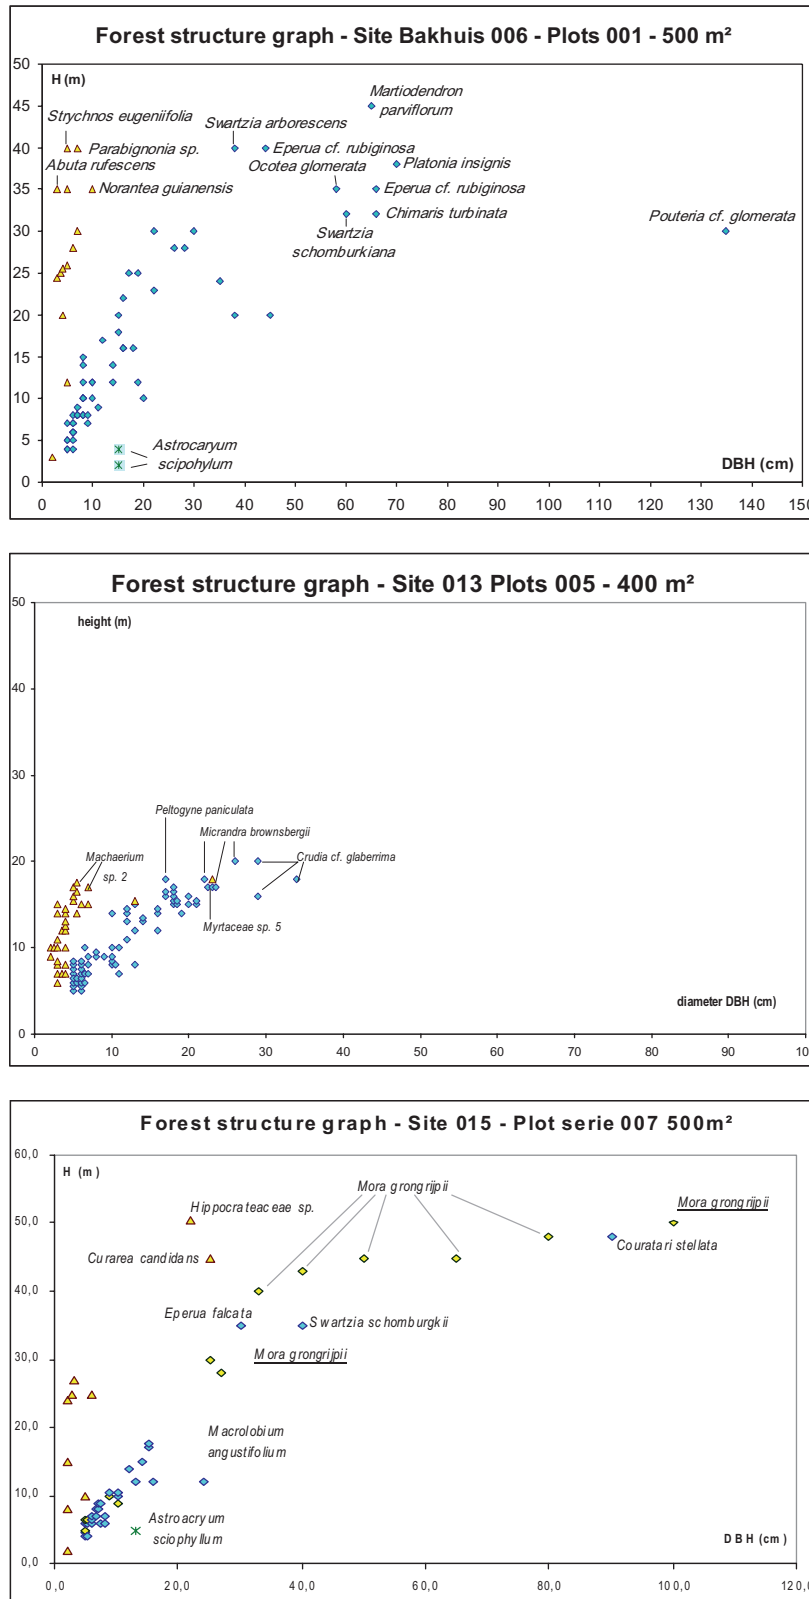 Forest structure graph - Site Bakhuis 006 - Plots 001 - 500 m²
50
H (m)
Martiodendron
parviflorum
45
Strychnos eugeniifolia
Swartzia arborescens
40
Parabignonia sp.
Eperua cf. rubiginosa
Abuta rufescens
Ocotea glomerata
Platonia insignis
35
Norantea guianensis
Eperua cf. rubiginosa
Chimaris turbinata
Pouteria cf. glomerata
Swartzia
schomburkiana
30
25
20
15
10
5
Astrocaryum
scipohylum
DBH (cm)
0
0 10 20 30 40 50 60 70 80 90 100 110 120 130 140 150
Forest structure graph - Site 013 Plots 005 - 400 m²
50
height (m)
40
30
Peltogyne paniculata
Micrandra brownsbergii
20
Machaerium
sp. 2
Crudia cf. glaberrima
Myrtaceae sp. 5
10
diameter DBH (cm)
0
0 10 20 30 40 50 60 70 80 90 100
Forest structure graph - Site 015 - Plot serie 007 500m²
60,0
H (m)
Mora grongrijpii
Mora grongrijpii
Hippocrateaceae sp.
50,0
Curarea candidans
Couratari stellata
40,0
Eperua falcata
Swartzia schomburgkii
Mora grongrijpii
30,0
20,0
Macrolobium
angustifolium
10,0
Astroacryum
sciophyllum
DBH (cm)
0,0
0,0 20,0 40,0 60,0 80,0 100,0 120,0